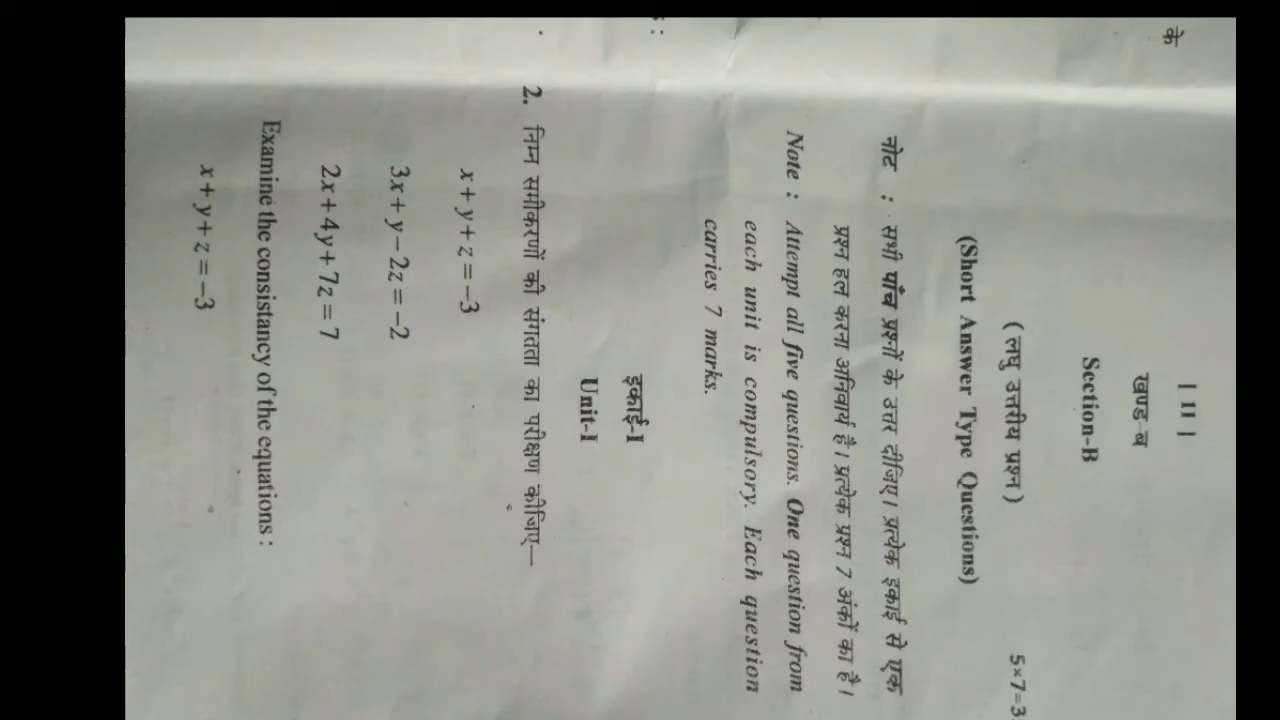 [ 11 ]
के
खण्ड-ब
Section-B
(लघु उत्तरीय प्रश्न)
5×7=3
(Short Answer Type Questions)
नोट : सभी पांच प्रश्नों के उत्तर दीजिए। प्रत्येक इकाई से एक
प्रश्न हल करना अनिवार्य है। प्रत्येक प्रश्न 7 अंकों का है।
Note : Attempt all five questions. One question from
each unit is compulsory. Each question
carries 7 marks.
इकाई-I
Unit-I
2. निम्न समीकरणों की संगतता का परीक्षण कीजिए—
x + y + z = −3
3x + y − 2z = −2
2x + 4y + 7z = 7
Examine the consistancy of the equations :
x + y + z = −3